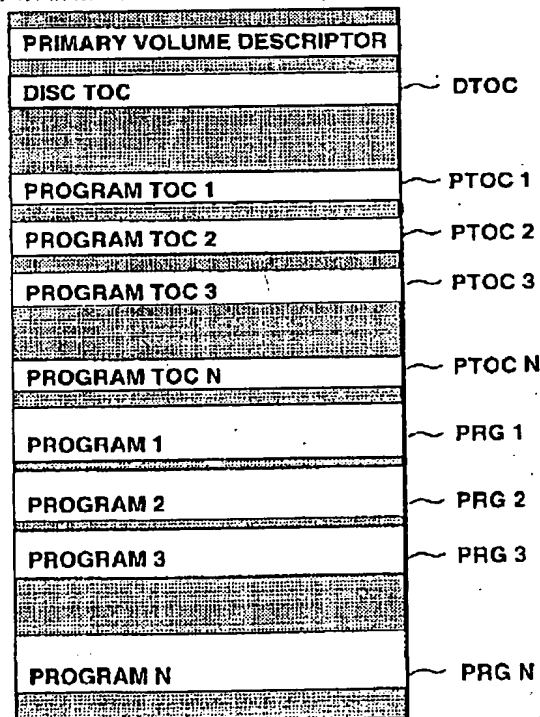 PRIMARY VOLUME DESCRIPTOR
DISC TOC DTOC
PROGRAM TOC 1 PTOC 1
PROGRAM TOC 2 PTOC 2
PROGRAM TOC 3 PTOC 3
PROGRAM TOC N PTOC N
PROGRAM 1 PRG 1
PROGRAM 2 PRG 2
PROGRAM 3 PRG 3
PROGRAM N PRG N